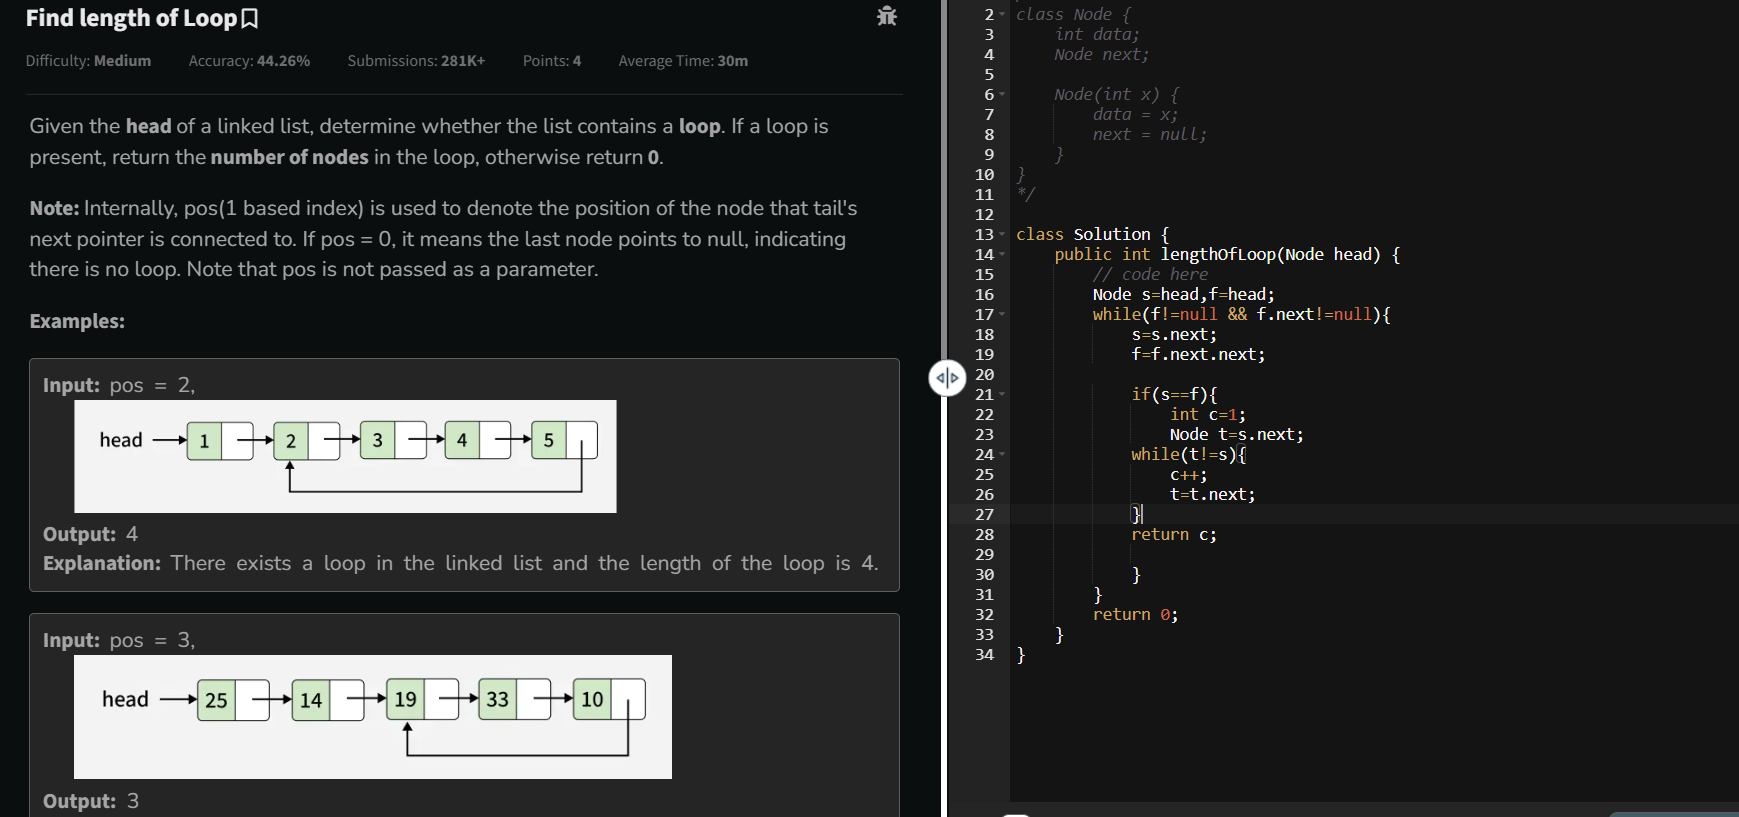 Find length of Loop
Difficulty: Medium Accuracy: 44.26% Submissions: 281K+ Points: 4 Average Time: 30m
Given the head of a linked list, determine whether the list contains a loop. If a loop is
present, return the number of nodes in the loop, otherwise return 0.
Note: Internally, pos(1 based index) is used to denote the position of the node that tail's
next pointer is connected to. If pos = 0, it means the last node points to null, indicating
there is no loop. Note that pos is not passed as a parameter.
Examples:
Input: pos = 2,
head 1 2 3 4 5
Output: 4
Explanation: There exists a loop in the linked list and the length of the loop is 4.
Input: pos = 3,
head 25 14 19 33 10
Output: 3
2 class Node {
3 int data;
4 Node next;
5
6 Node(int x) {
7 data = x;
8 next = null;
9 }
10 }
11 */
12
13 class Solution {
14 public int lengthOfLoop(Node head) {
15 // code here
16 Node s=head,f=head;
17 while(f!=null && f.next!=null){
18 s=s.next;
19 f=f.next.next;
20
21 if(s==f){
22 int c=1;
23 Node t=s.next;
24 while(t!=s){
25 c++;
26 t=t.next;
27 }
28 return c;
29
30 }
31 }
32 return 0;
33 }
34 }